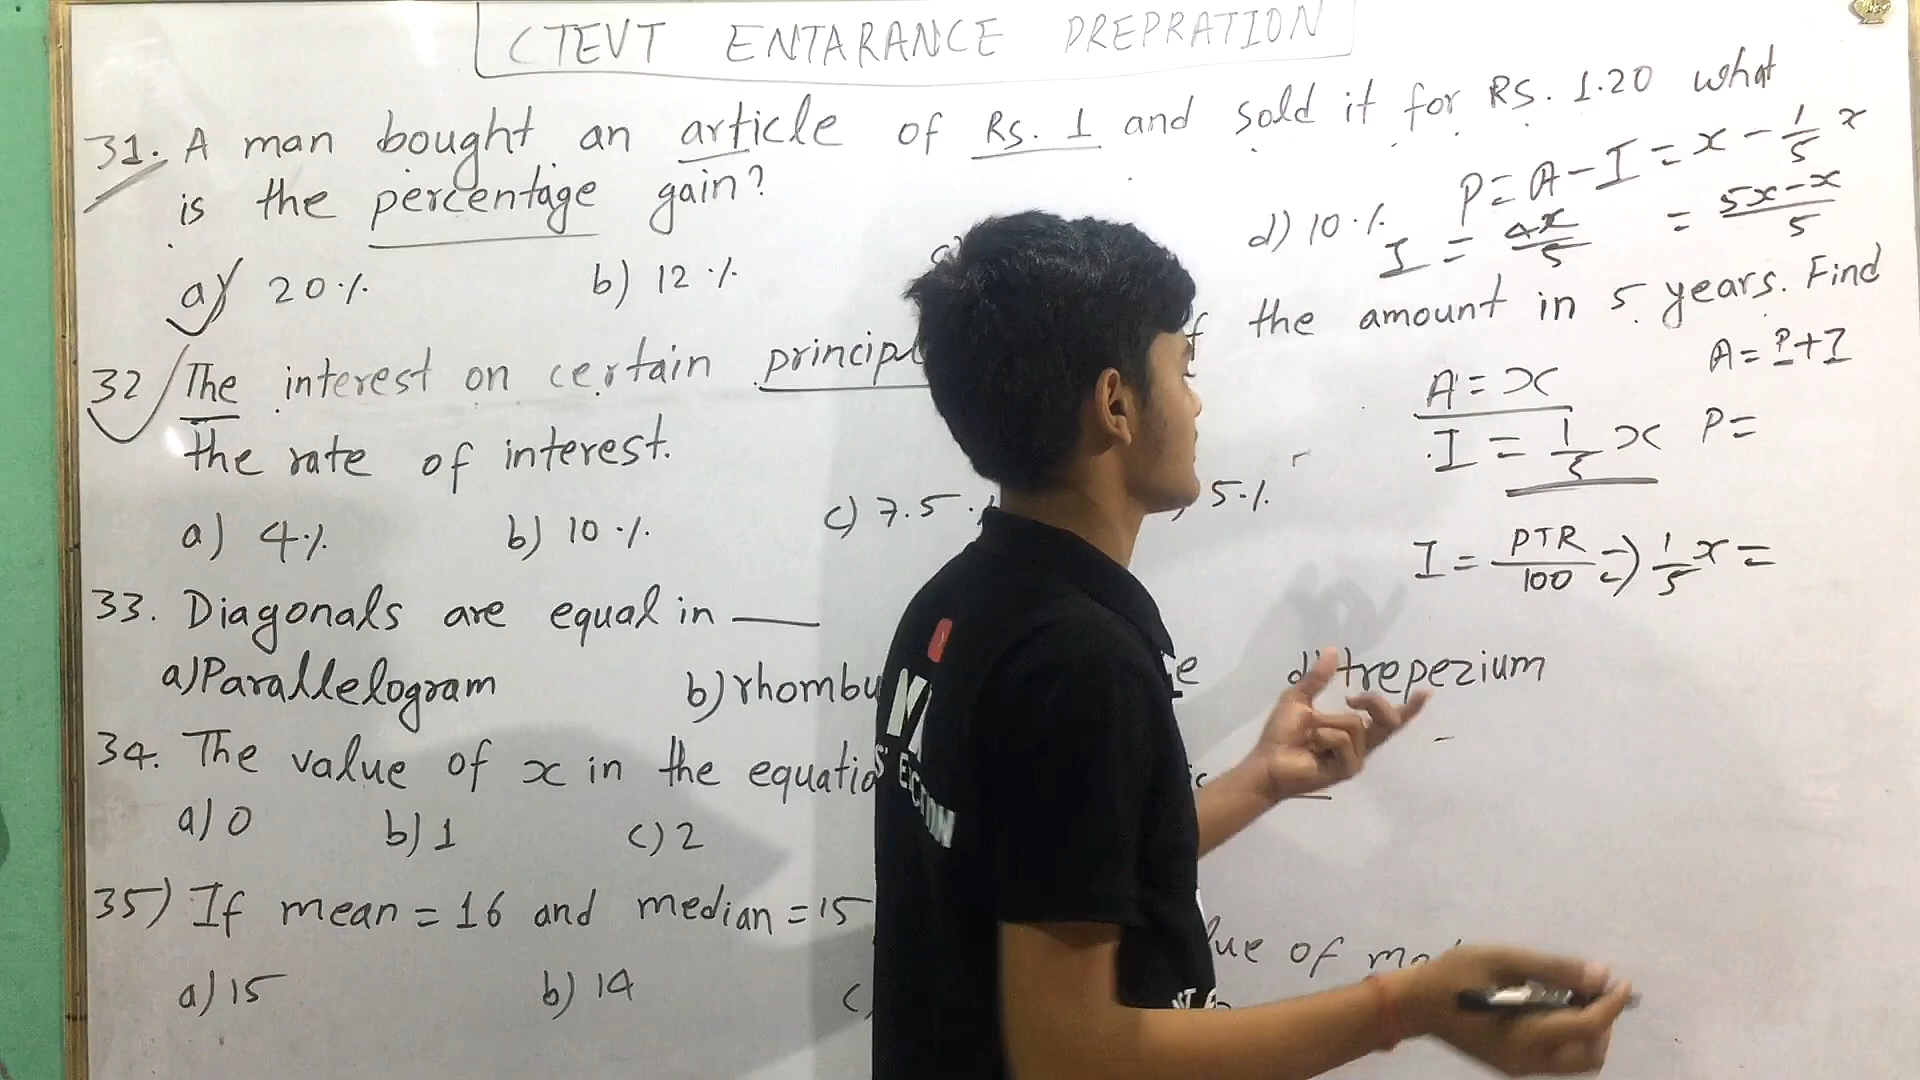 CTEVT ENTARANCE PREPRATION
31. A man bought an article of Rs. 1 and sold it for RS. 1.20 what
is the percentage gain?
a) 20% b) 12% d) 10%
P = A - I = x - 1/5 x
I = 4x/5 = 5x-x/5
32 The interest on certain the amount in 5 years. Find
the rate of interest.
A = P+I
A = x
I = 1/5 x P =
a) 4% b) 10% c) 7.5 5%
I = PTR/100 => 1/5 x =
33. Diagonals are equal in ___
a) Parallelogram b) d) trepezium
34. The value of x in the
a) 0 b) 1 c) 2
35) If mean = 16 and median = 15 of
a) 15 b) 14 c)